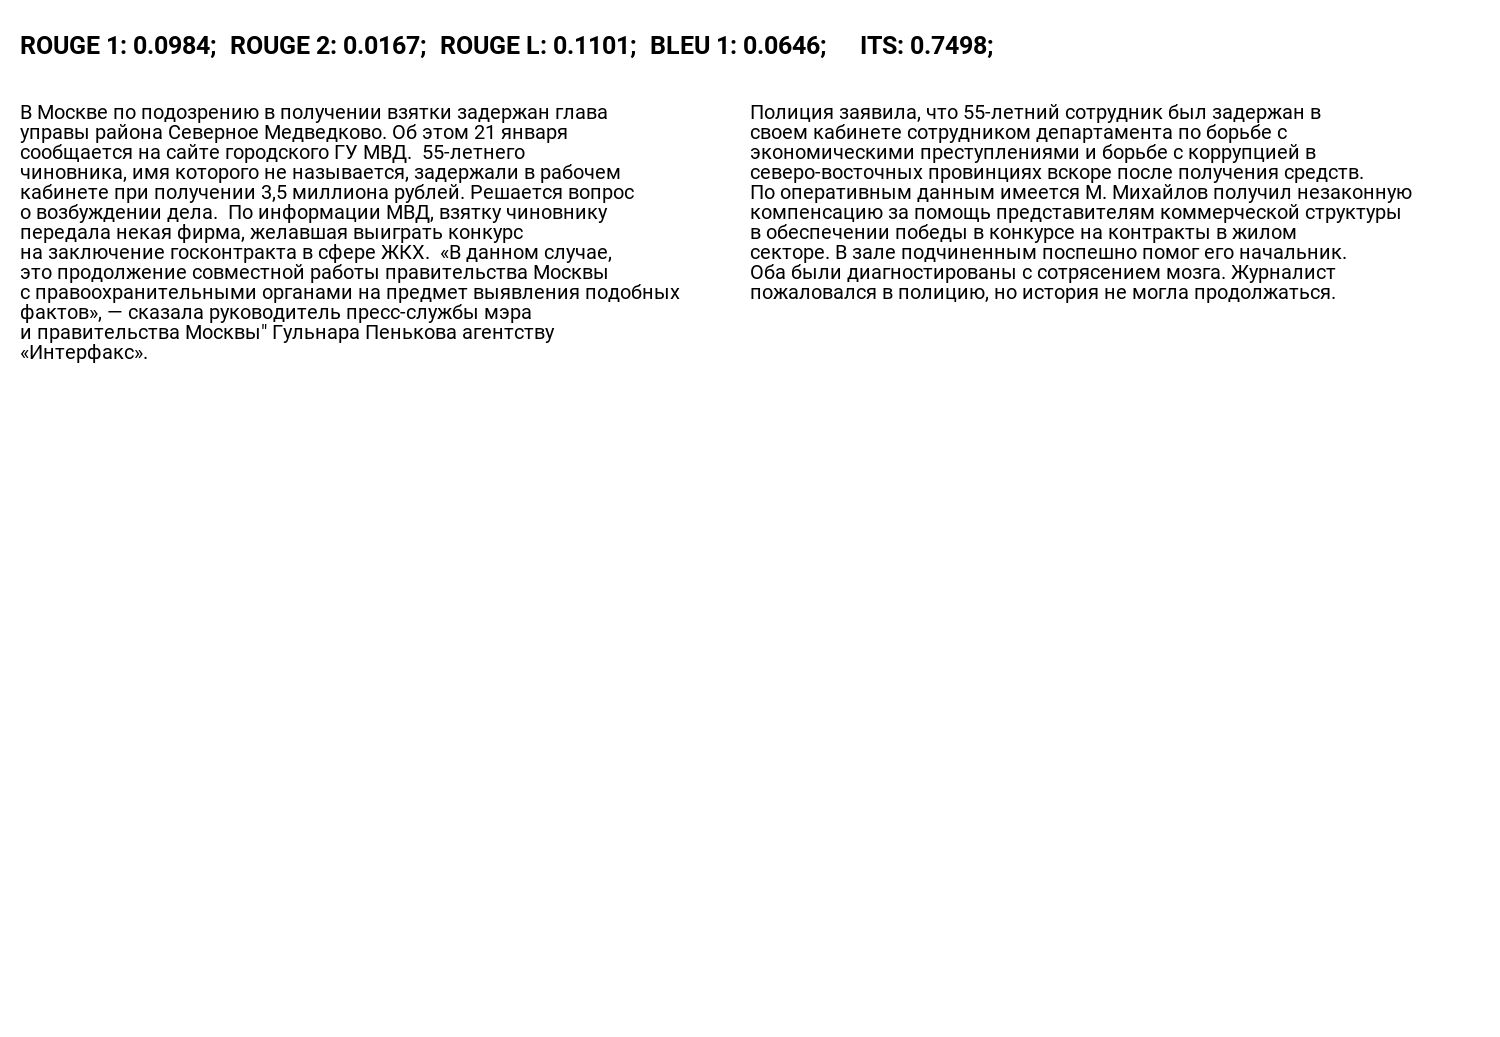 ROUGE 1: 0.0984;  ROUGE 2: 0.0167;  ROUGE L: 0.1101;  BLEU 1: 0.0646;  ITS: 0.7498;
В Москве по подозрению в получении взятки задержан глава
управы района Северное Медведково. Об этом 21 января
сообщается на сайте городского ГУ МВД.  55-летнего
чиновника, имя которого не называется, задержали в рабочем
кабинете при получении 3,5 миллиона рублей. Решается вопрос
о возбуждении дела.  По информации МВД, взятку чиновнику
передала некая фирма, желавшая выиграть конкурс
на заключение госконтракта в сфере ЖКХ.  «В данном случае,
это продолжение совместной работы правительства Москвы
с правоохранительными органами на предмет выявления подобных
фактов», — сказала руководитель пресс-службы мэра
и правительства Москвы" Гульнара Пенькова агентству
«Интерфакс».
Полиция заявила, что 55-летний сотрудник был задержан в
своем кабинете сотрудником департамента по борьбе с
экономическими преступлениями и борьбе с коррупцией в
северо-восточных провинциях вскоре после получения средств.
По оперативным данным имеется М. Михайлов получил незаконную
компенсацию за помощь представителям коммерческой структуры
в обеспечении победы в конкурсе на контракты в жилом
секторе. В зале подчиненным поспешно помог его начальник.
Оба были диагностированы с сотрясением мозга. Журналист
пожаловался в полицию, но история не могла продолжаться.